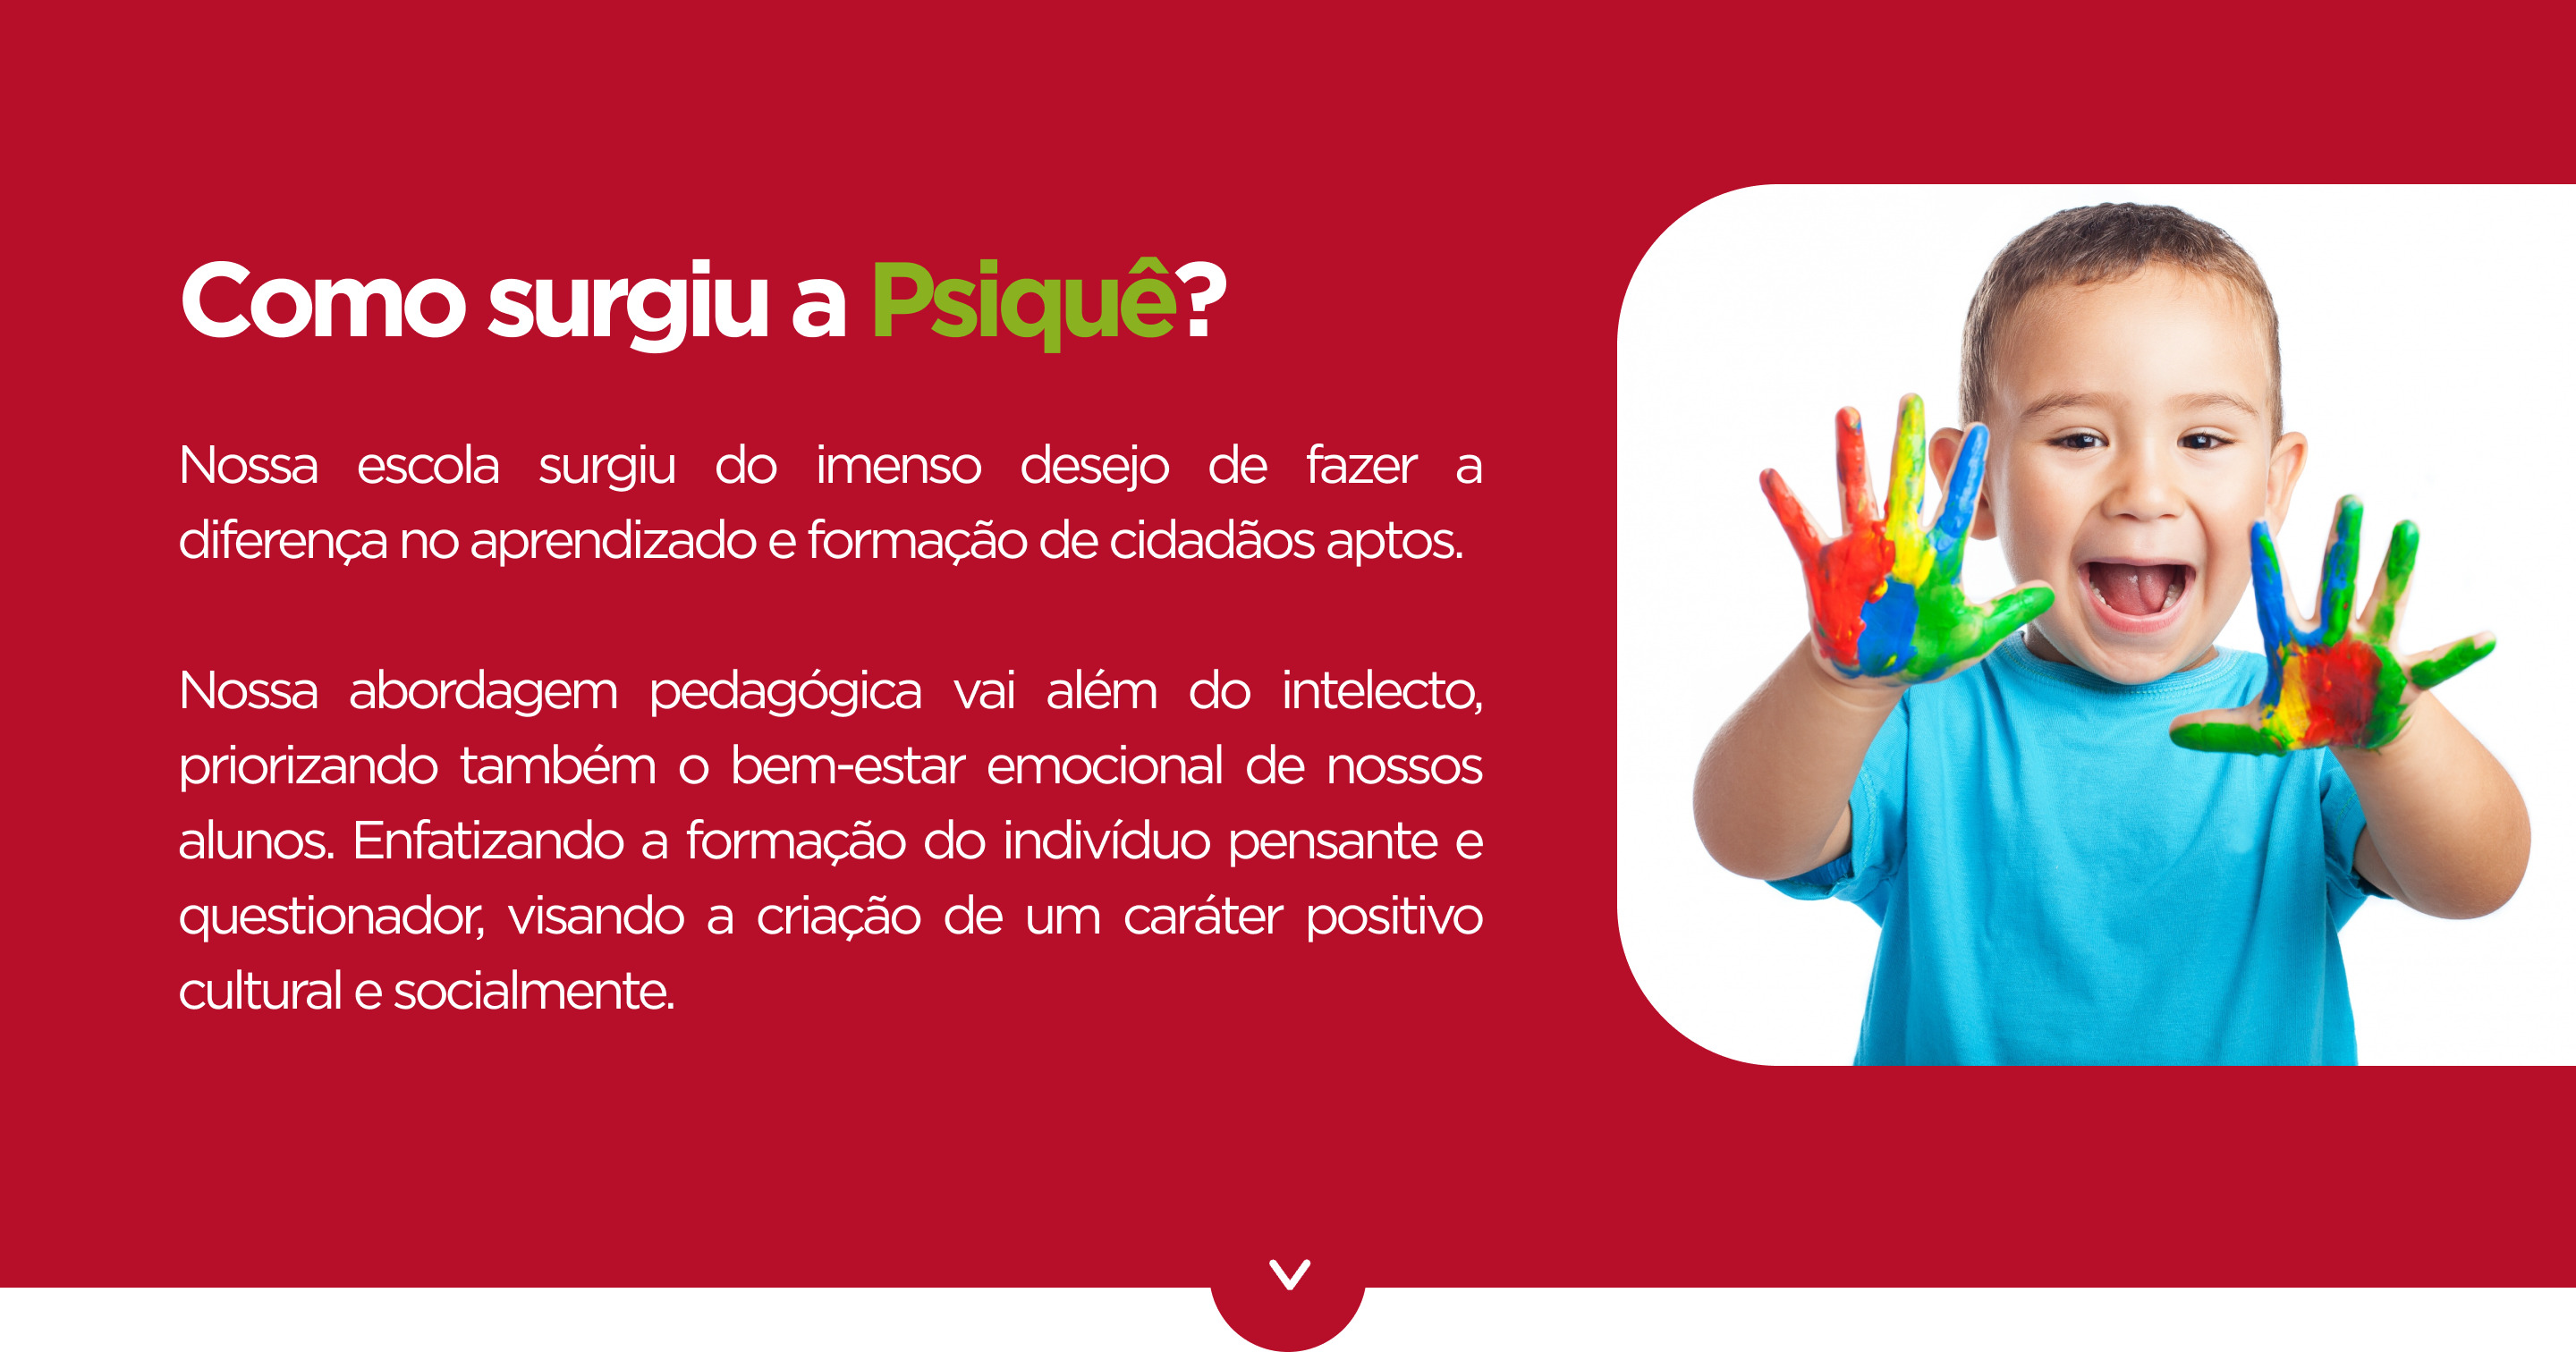 Como surgiu a Psiquê?
Nossa escola surgiu do imenso desejo de fazer a
diferença no aprendizado e formação de cidadãos aptos.
Nossa abordagem pedagógica vai além do intelecto,
priorizando também o bem-estar emocional de nossos
alunos. Enfatizando a formação do indivíduo pensante e
questionador, visando a criação de um caráter positivo
cultural e socialmente.